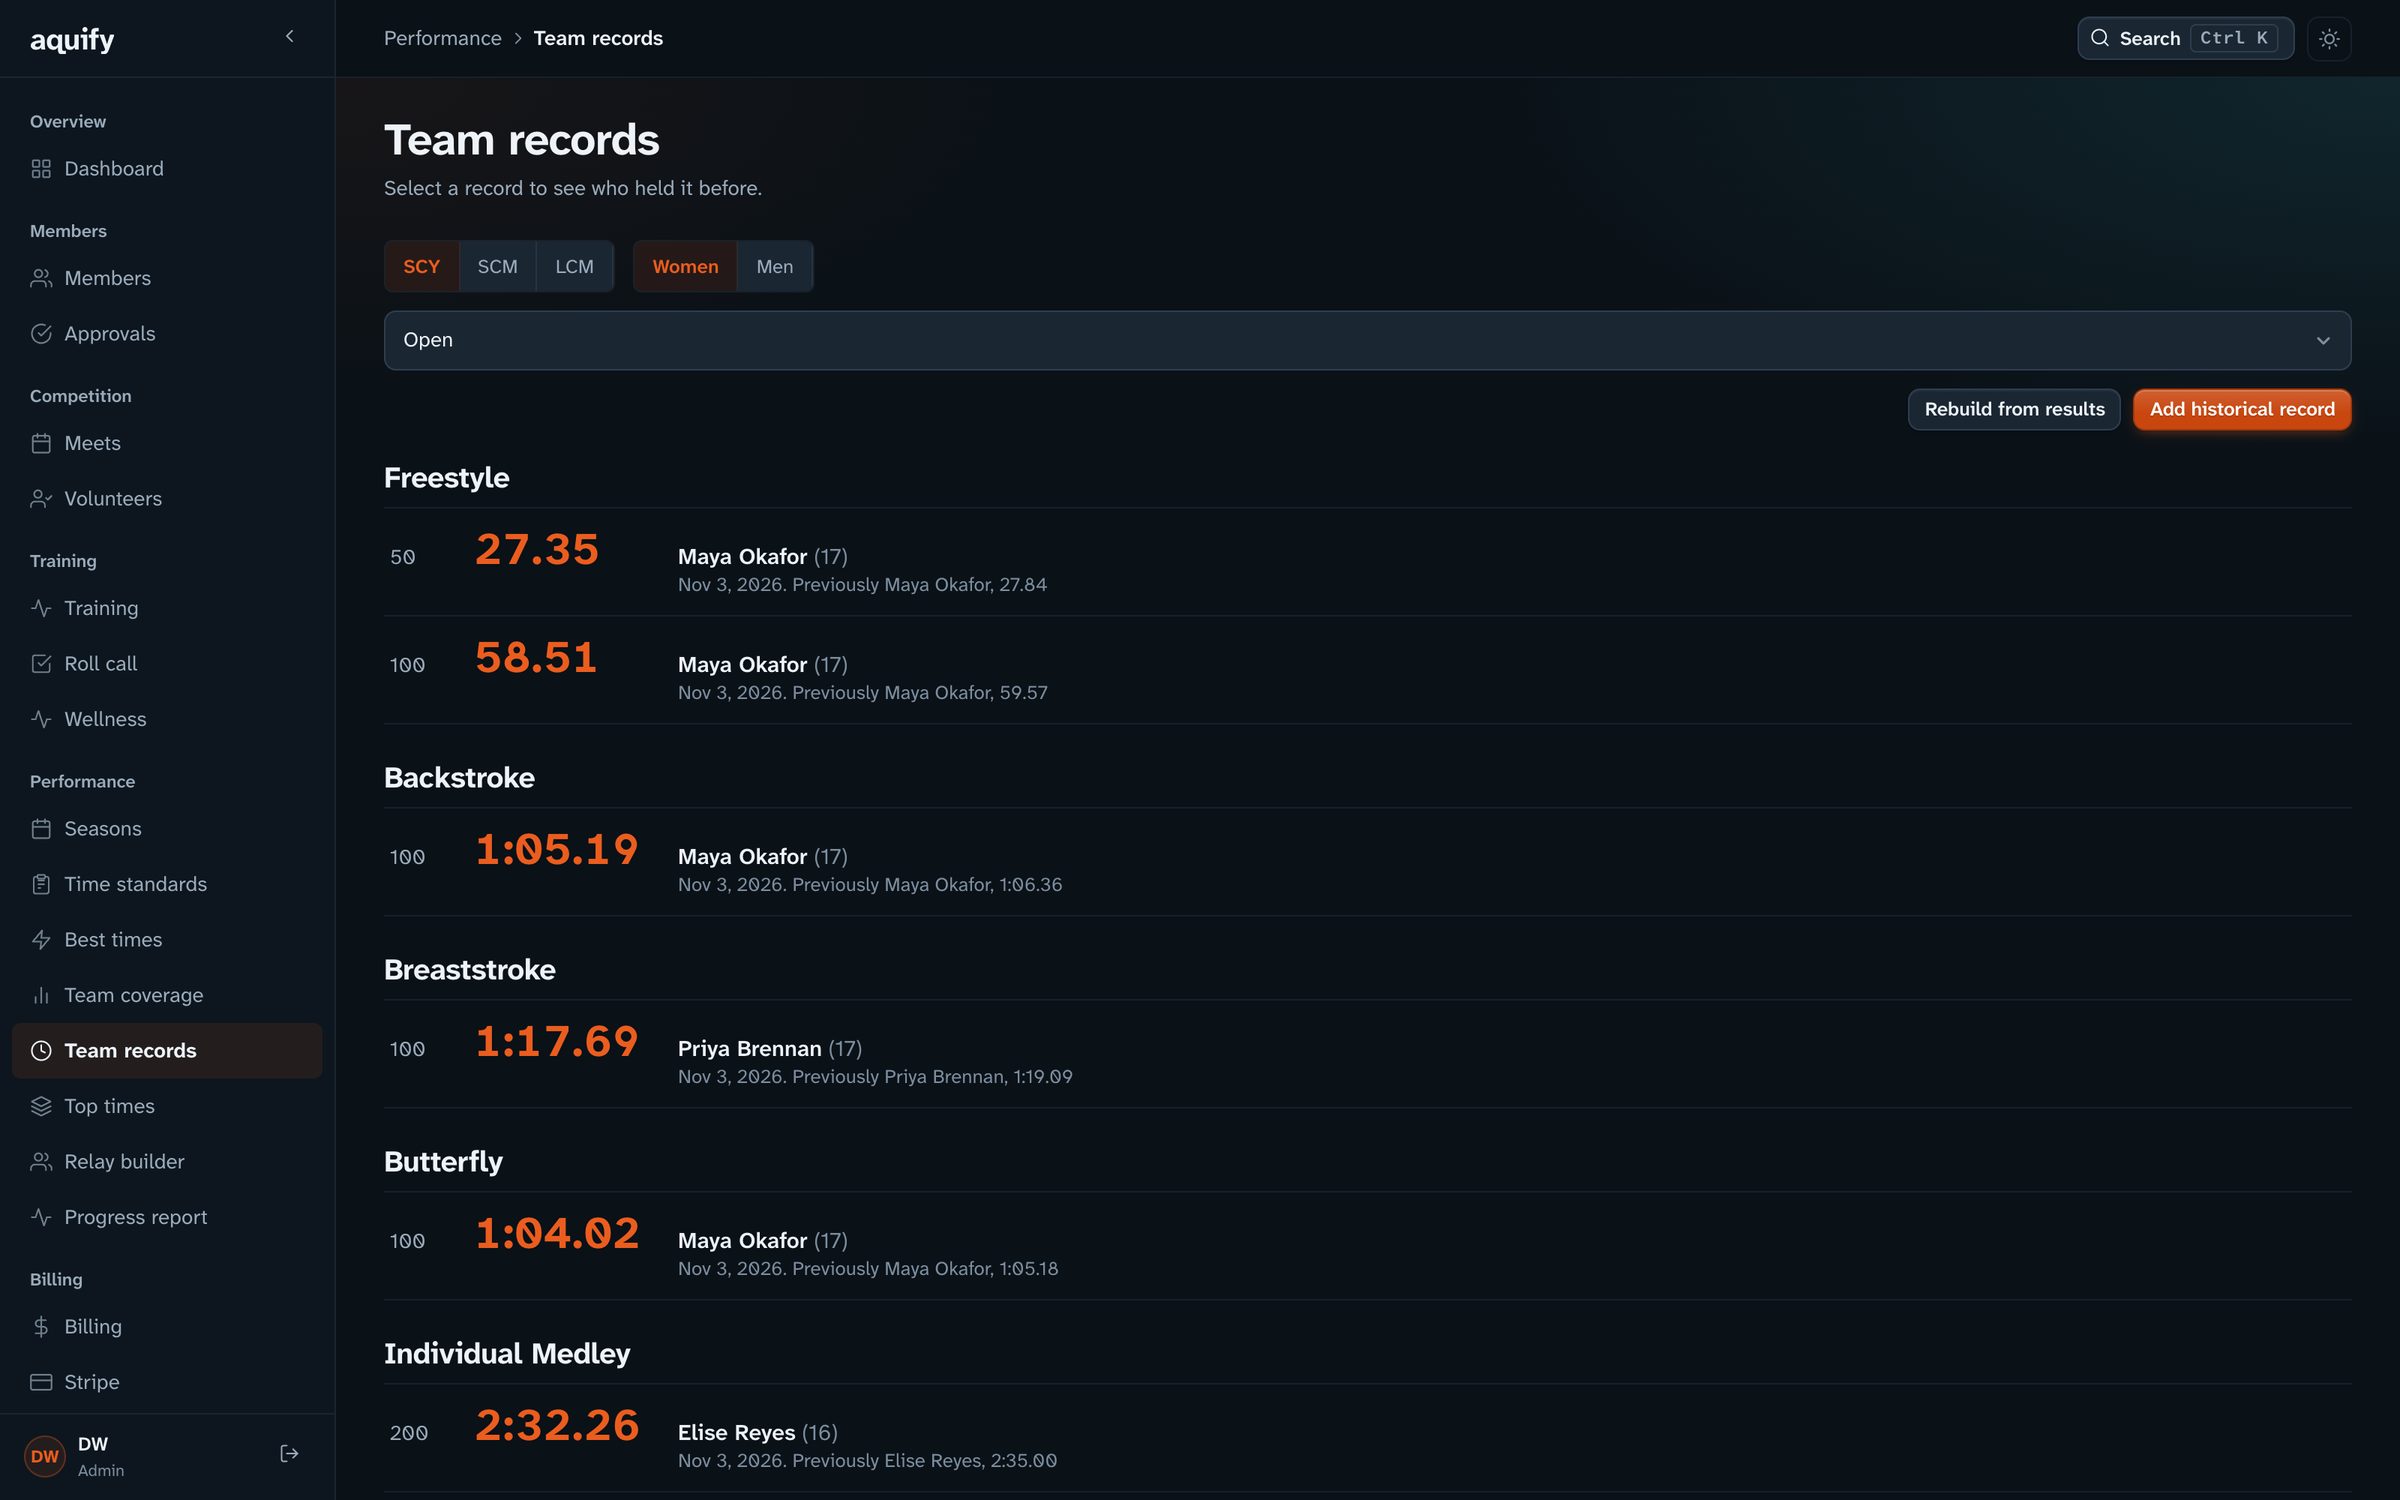 aquify
Performance > Team records
Search Ctrl K
Overview
Dashboard
Members
Members
Approvals
Competition
Meets
Volunteers
Training
Training
Roll call
Wellness
Performance
Seasons
Time standards
Best times
Team coverage
Team records
Top times
Relay builder
Progress report
Billing
Billing
Stripe
DW
DW
Admin
Team records
Select a record to see who held it before.
SCY SCM LCM Women Men
Open
Rebuild from results Add historical record
Freestyle
50 27.35 Maya Okafor (17)
Nov 3, 2026. Previously Maya Okafor, 27.84
100 58.51 Maya Okafor (17)
Nov 3, 2026. Previously Maya Okafor, 59.57
Backstroke
100 1:05.19 Maya Okafor (17)
Nov 3, 2026. Previously Maya Okafor, 1:06.36
Breaststroke
100 1:17.69 Priya Brennan (17)
Nov 3, 2026. Previously Priya Brennan, 1:19.09
Butterfly
100 1:04.02 Maya Okafor (17)
Nov 3, 2026. Previously Maya Okafor, 1:05.18
Individual Medley
200 2:32.26 Elise Reyes (16)
Nov 3, 2026. Previously Elise Reyes, 2:35.00